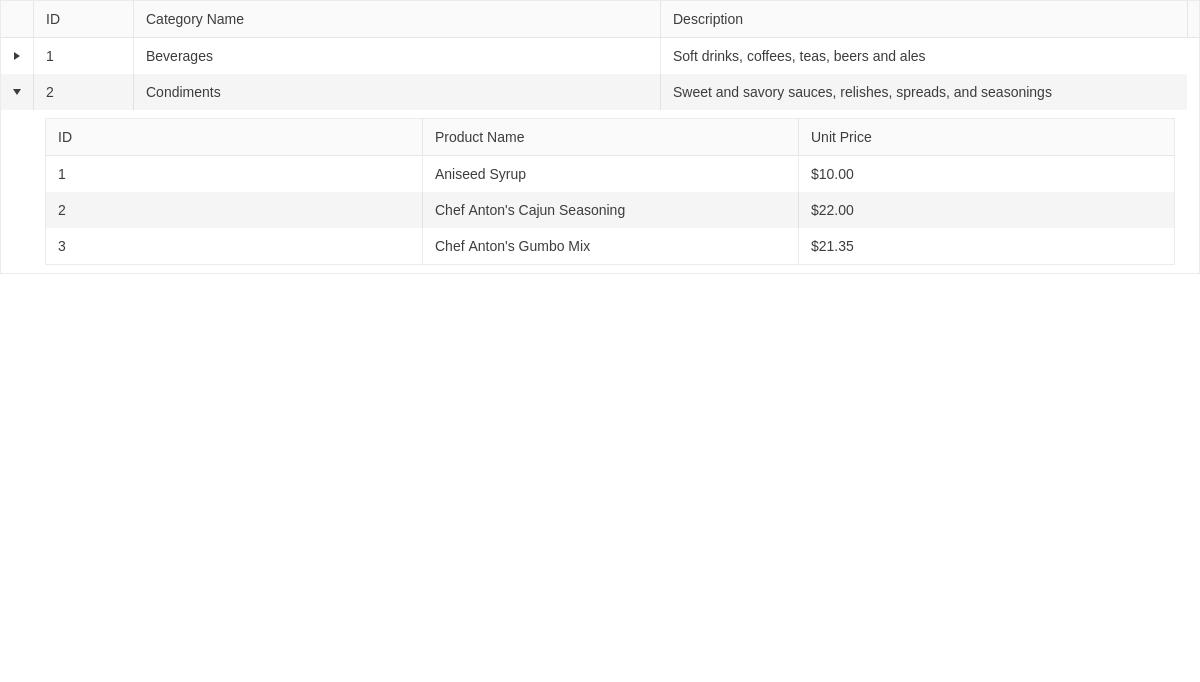 ID Category Name Description
1 Beverages Soft drinks, coffees, teas, beers and ales
2 Condiments Sweet and savory sauces, relishes, spreads, and seasonings
ID Product Name Unit Price
1 Aniseed Syrup $10.00
2 Chef Anton's Cajun Seasoning $22.00
3 Chef Anton's Gumbo Mix $21.35